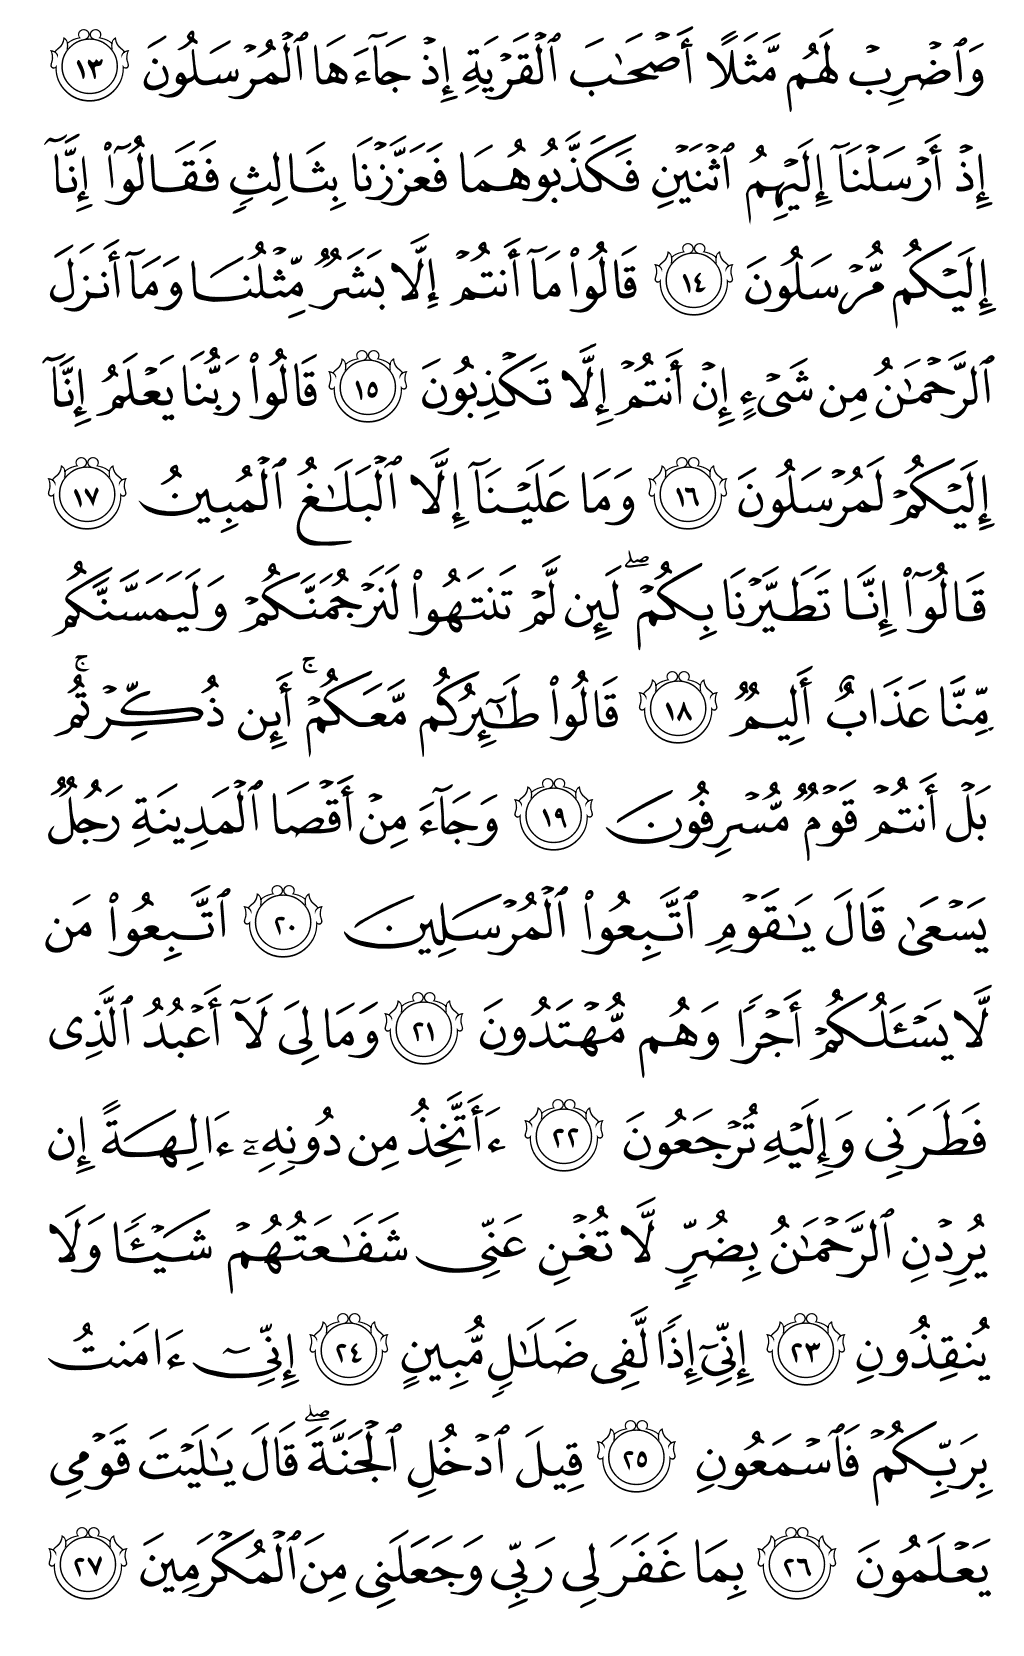 وَٱضْرِبْ لَهُم مَّثَلًا أَصْحَٰبَ ٱلْقَرْيَةِ إِذْ جَآءَهَا ٱلْمُرْسَلُونَ ١٣
إِذْ أَرْسَلْنَآ إِلَيْهِمُ ٱثْنَيْنِ فَكَذَّبُوهُمَا فَعَزَّزْنَا بِثَالِثٍ فَقَالُوٓا۟ إِنَّآ
إِلَيْكُم مُّرْسَلُونَ ١٤ قَالُوا۟ مَآ أَنتُمْ إِلَّا بَشَرٌ مِّثْلُنَا وَمَآ أَنزَلَ
ٱلرَّحْمَٰنُ مِن شَىْءٍ إِنْ أَنتُمْ إِلَّا تَكْذِبُونَ ١٥ قَالُوا۟ رَبُّنَا يَعْلَمُ إِنَّآ
إِلَيْكُمْ لَمُرْسَلُونَ ١٦ وَمَا عَلَيْنَآ إِلَّا ٱلْبَلَٰغُ ٱلْمُبِينُ ١٧
قَالُوٓا۟ إِنَّا تَطَيَّرْنَا بِكُمْ ۖ لَئِن لَّمْ تَنتَهُوا۟ لَنَرْجُمَنَّكُمْ وَلَيَمَسَّنَّكُم
مِّنَّا عَذَابٌ أَلِيمٌ ١٨ قَالُوا۟ طَٰٓئِرُكُم مَّعَكُمْ ۚ أَئِن ذُكِّرْتُم ۚ
بَلْ أَنتُمْ قَوْمٌ مُّسْرِفُونَ ١٩ وَجَآءَ مِنْ أَقْصَا ٱلْمَدِينَةِ رَجُلٌ
يَسْعَىٰ قَالَ يَٰقَوْمِ ٱتَّبِعُوا۟ ٱلْمُرْسَلِينَ ٢٠ ٱتَّبِعُوا۟ مَن
لَّا يَسْـَٔلُكُمْ أَجْرًا وَهُم مُّهْتَدُونَ ٢١ وَمَا لِىَ لَآ أَعْبُدُ ٱلَّذِى
فَطَرَنِى وَإِلَيْهِ تُرْجَعُونَ ٢٢ ءَأَتَّخِذُ مِن دُونِهِۦٓ ءَالِهَةً إِن
يُرِدْنِ ٱلرَّحْمَٰنُ بِضُرٍّ لَّا تُغْنِ عَنِّى شَفَٰعَتُهُمْ شَيْـًٔا وَلَا
يُنقِذُونِ ٢٣ إِنِّىٓ إِذًا لَّفِى ضَلَٰلٍ مُّبِينٍ ٢٤ إِنِّىٓ ءَامَنتُ
بِرَبِّكُمْ فَٱسْمَعُونِ ٢٥ قِيلَ ٱدْخُلِ ٱلْجَنَّةَ ۖ قَالَ يَٰلَيْتَ قَوْمِى
يَعْلَمُونَ ٢٦ بِمَا غَفَرَ لِى رَبِّى وَجَعَلَنِى مِنَ ٱلْمُكْرَمِينَ ٢٧